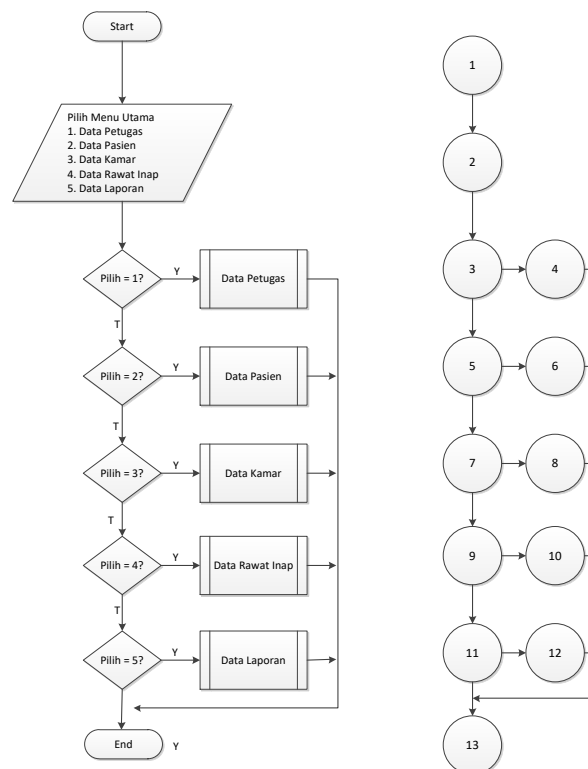 Start
Pilih Menu Utama
1. Data Petugas
2. Data Pasien
3. Data Kamar
4. Data Rawat Inap
5. Data Laporan
Pilih = 1?
Y
Data Petugas
T
Pilih = 2?
Y
Data Pasien
T
Pilih = 3?
Y
Data Kamar
T
Pilih = 4?
Y
Data Rawat Inap
T
Pilih = 5?
Y
Data Laporan
End
Y
1
2
3
4
5
6
7
8
9
10
11
12
13